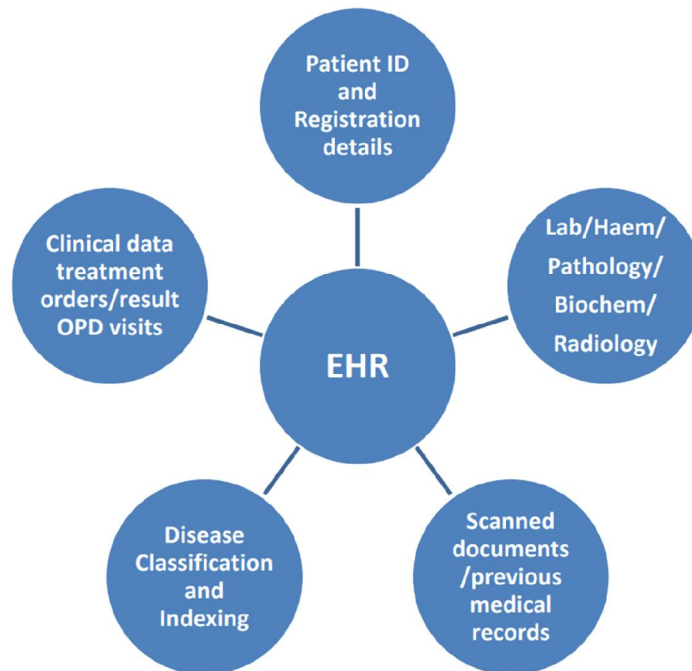 Patient ID
and
Registration
details
Clinical data
treatment
orders/result
OPD visits
Lab/Haem/
Pathology/
Biochem/
Radiology
EHR
Disease
Classification
and
Indexing
Scanned
documents
/previous
medical
records